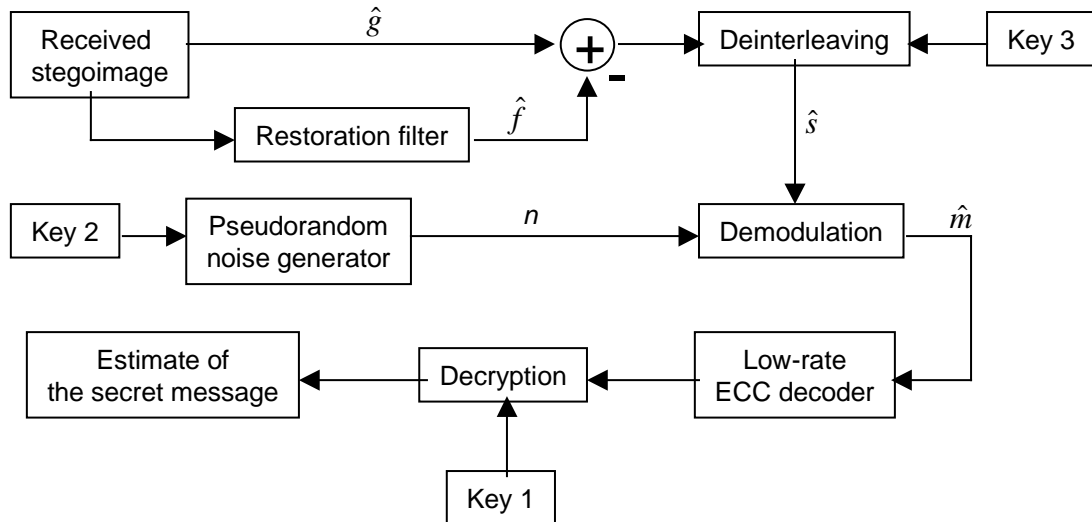 Received
stegoimage
ĝ
+
-
Deinterleaving
Key 3
Restoration filter
f̂
ŝ
Key 2
Pseudorandom
noise generator
n
Demodulation
m̂
Estimate of
the secret message
Decryption
Low-rate
ECC decoder
Key 1